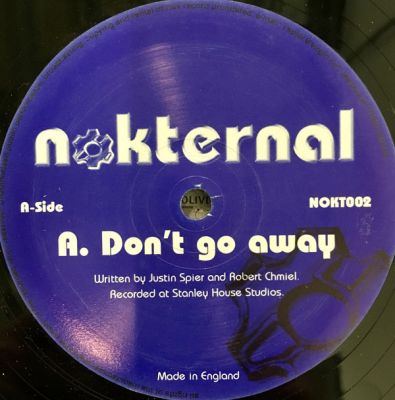 nokternal
OLIVE
A-Side
NOKT002
A. Don't go away
Written by Justin Spier and Robert Chmiel.
Recorded at Stanley House Studios.
Made in England